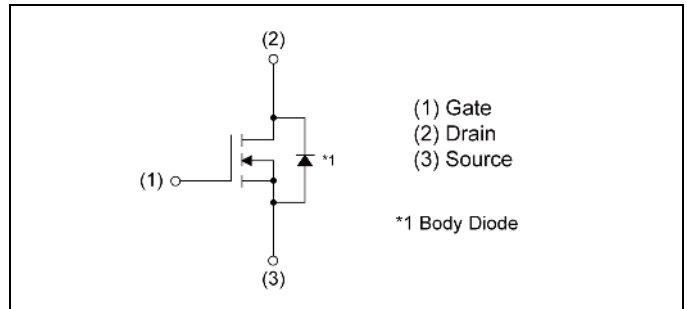 (2)
(1) Gate
(2) Drain
(3) Source
*1
(1)
*1 Body Diode
(3)